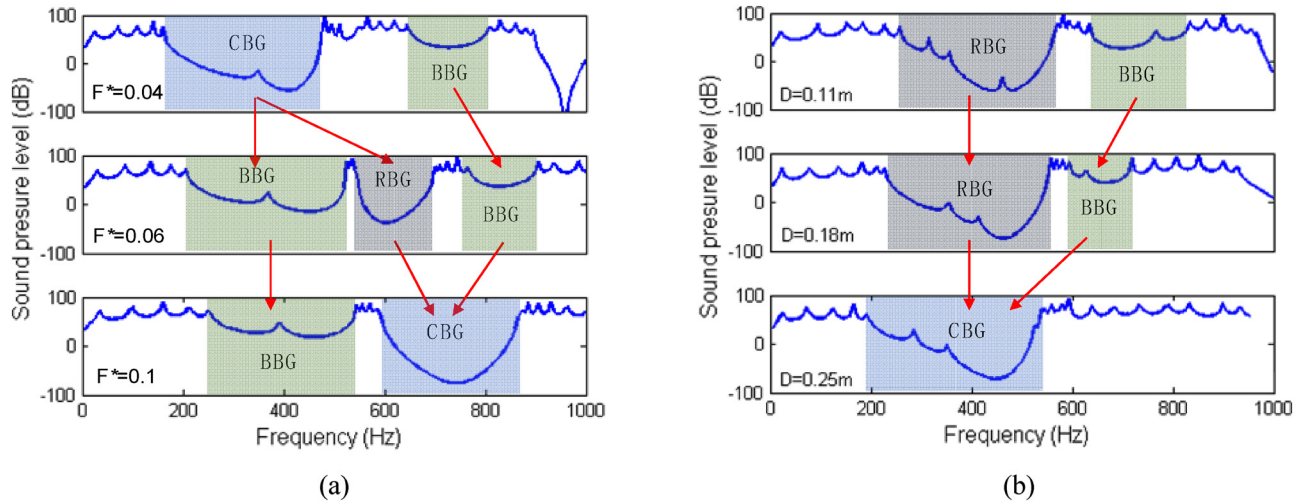 Sound presure level (dB)
100
0
-100
CBG
BBG
F*=0.04
100
0
-100
BBG
RBG
BBG
F*=0.06
100
0
-100
BBG
CBG
F*=0.1
0 200 400 600 800 1000
Frequency (Hz)
(a)
Sound presure level (dB)
100
0
-100
RBG
BBG
D=0.11m
100
0
-100
RBG
BBG
D=0.18m
100
0
-100
CBG
D=0.25m
0 200 400 600 800 1000
Frequency (Hz)
(b)